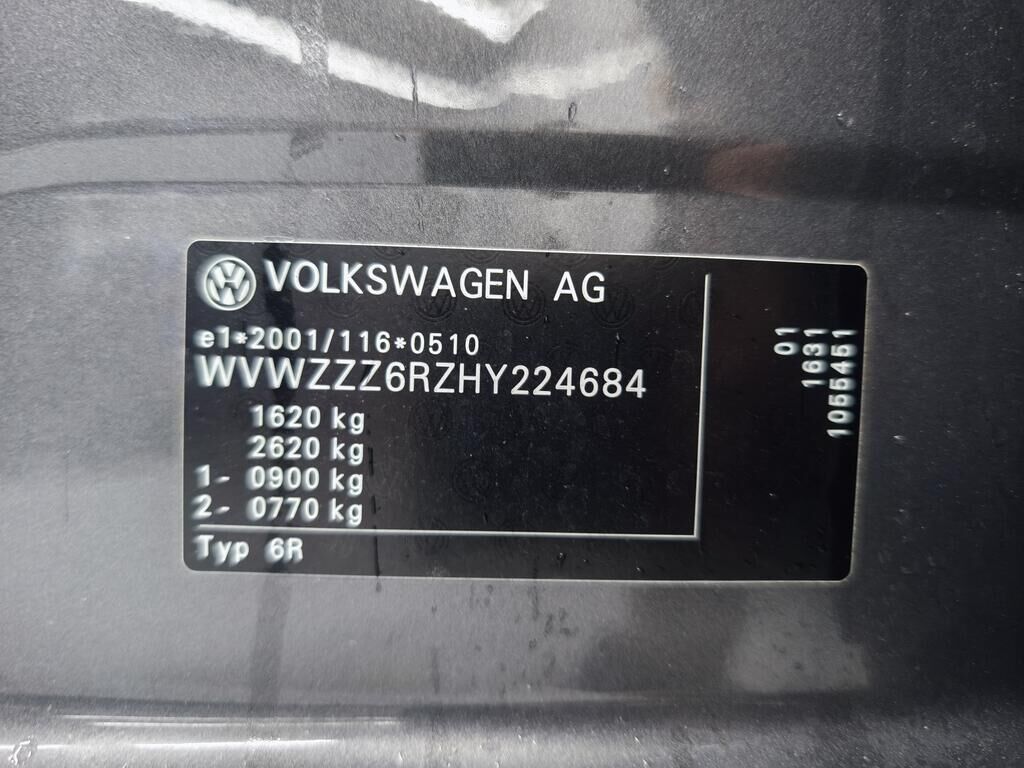 VOLKSWAGEN AG
e1*2001/116*0510
WVWZZZ6RZHY224684
1620 kg
2620 kg
1- 0900 kg
2- 0770 kg
Typ 6R
01
1631
1055451